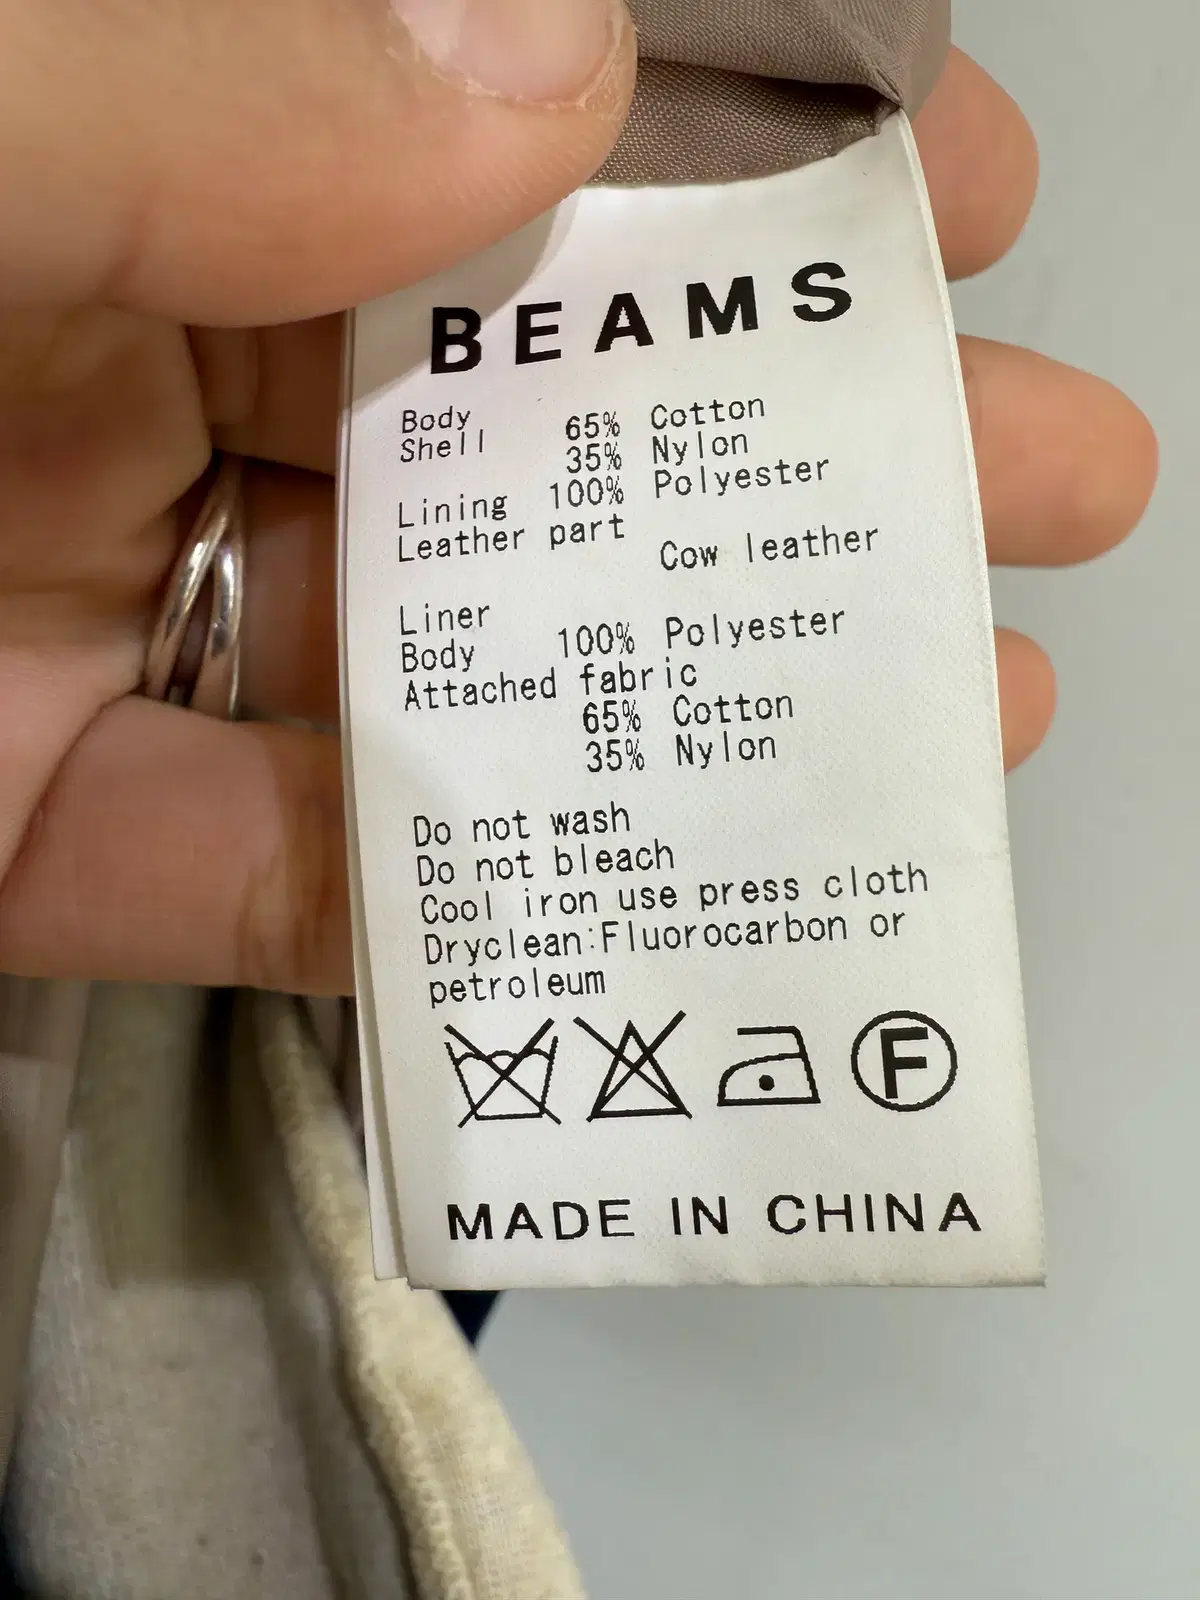 BEAMS
Body
Shell 65% Cotton
35% Nylon
Lining 100% Polyester
Leather part
Cow leather
Liner
Body 100% Polyester
Attached fabric
65% Cotton
35% Nylon
Do not wash
Do not bleach
Cool iron use press cloth
Dryclean:Fluorocarbon or
petroleum
F
MADE IN CHINA